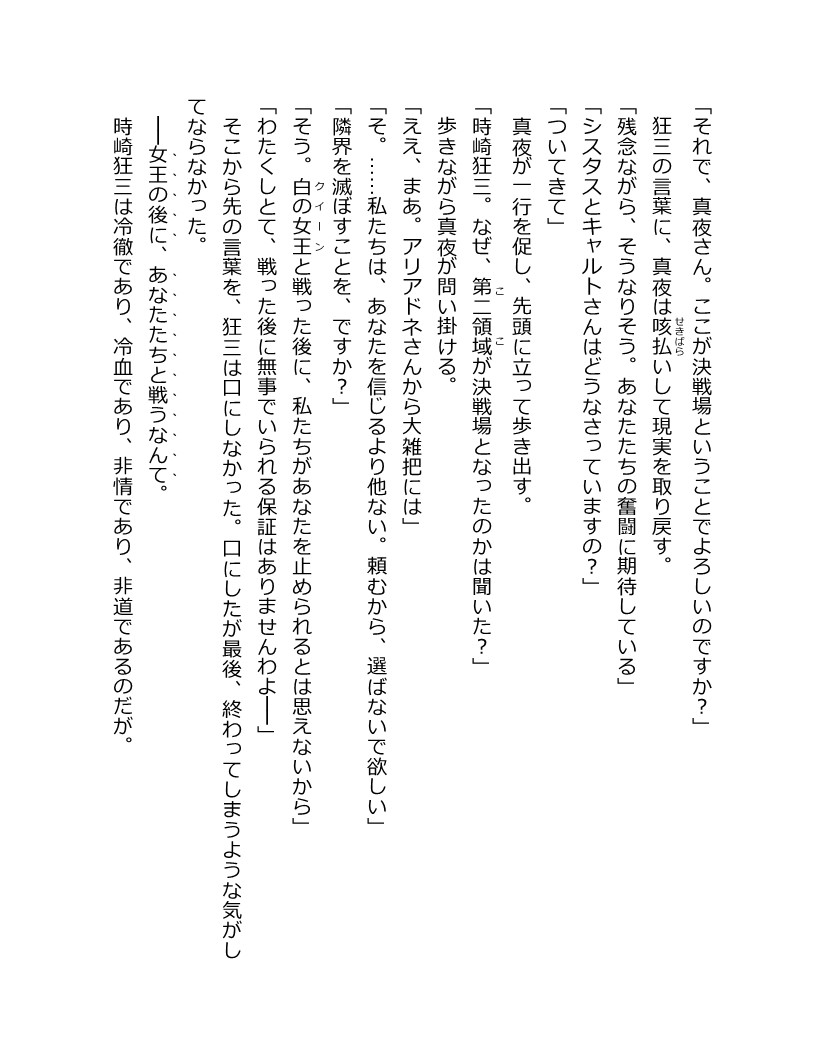 「それで、真夜さん。ここが決戦場ということでよろしいのですか？」
狂三の言葉に、真夜は咳払いして現実を取り戻す。
せきばら
「残念ながら、そうなりそう。あなたたちの奮闘に期待している」
「シスタスとキャルトさんはどうなさっていますの？」
「ついてきて」
真夜が一行を促し、先頭に立って歩き出す。
「時崎狂三。なぜ、第二領域が決戦場となったのかは聞いた？」
ここ
歩きながら真夜が問い掛ける。
「ええ、まあ。アリアドネさんから大雑把には」
「そ。……私たちは、あなたを信じるより他ない。頼むから、選ばないで欲しい」
「隣界を滅ぼすことを、ですか？」
「そう。白の女王と戦った後に、私たちがあなたを止められるとは思えないから」
クイーン
「わたくしとて、戦った後に無事でいられる保証はありませんわよ――」
そこから先の言葉を、狂三は口にしなかった。口にしたが最後、終わってしまうような気がし
てならなかった。
――女王の後に、あなたたちと戦うなんて。
時崎狂三は冷徹であり、冷血であり、非情であり、非道であるのだが。